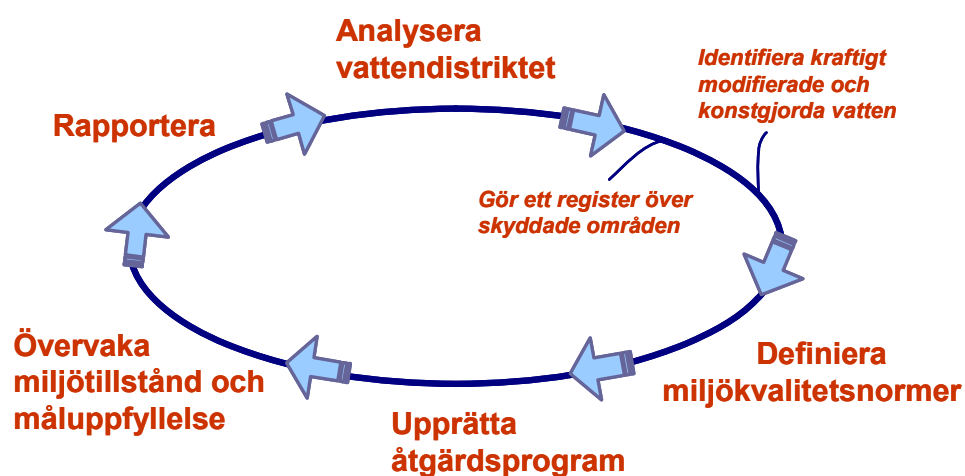 Analysera
vattendistriktet
Identifiera kraftigt
modifierade och
konstgjorda vatten
Rapportera
Gör ett register över
skyddade områden
Definiera
miljökvalitetsnormer
Upprätta
åtgärdsprogram
Övervaka
miljötillstånd och
måluppfyllelse